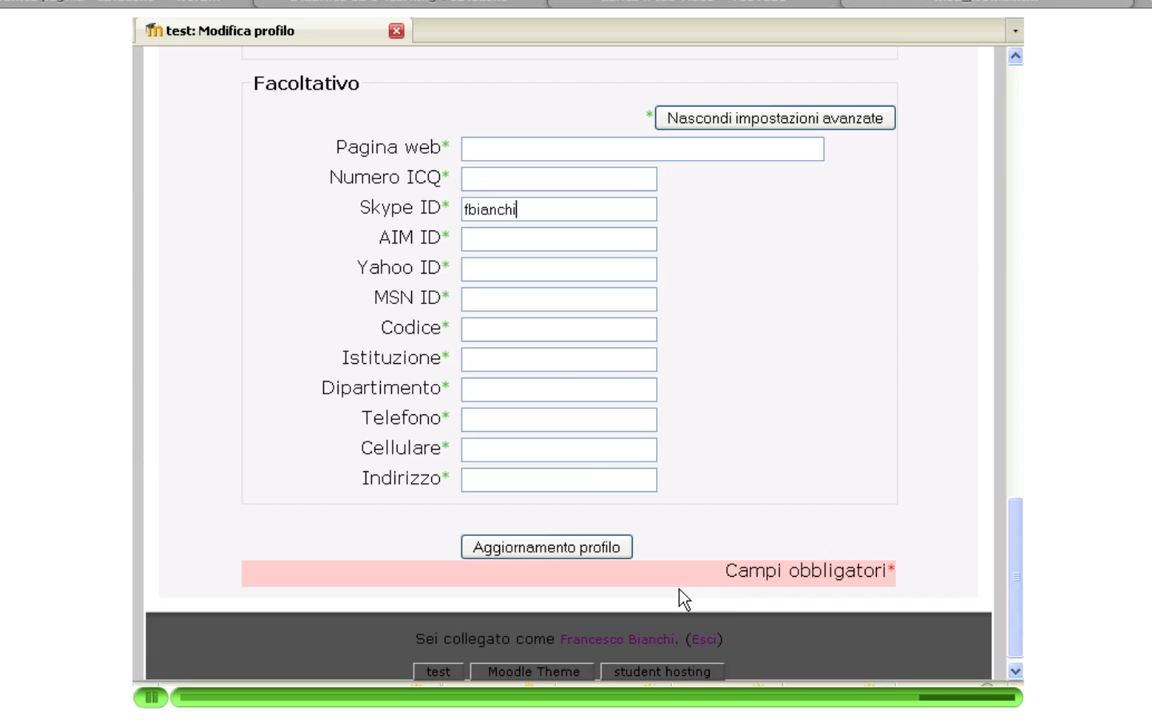 test: Modifica profilo
Facoltativo
* Nascondi impostazioni avanzate
Pagina web*
Numero ICQ*
Skype ID* fbianchi
AIM ID*
Yahoo ID*
MSN ID*
Codice*
Istituzione*
Dipartimento*
Telefono*
Cellulare*
Indirizzo*
Aggiornamento profilo
Campi obbligatori*
Sei collegato come Francesco Bianchi. (Esci)
test Moodle Theme student hosting